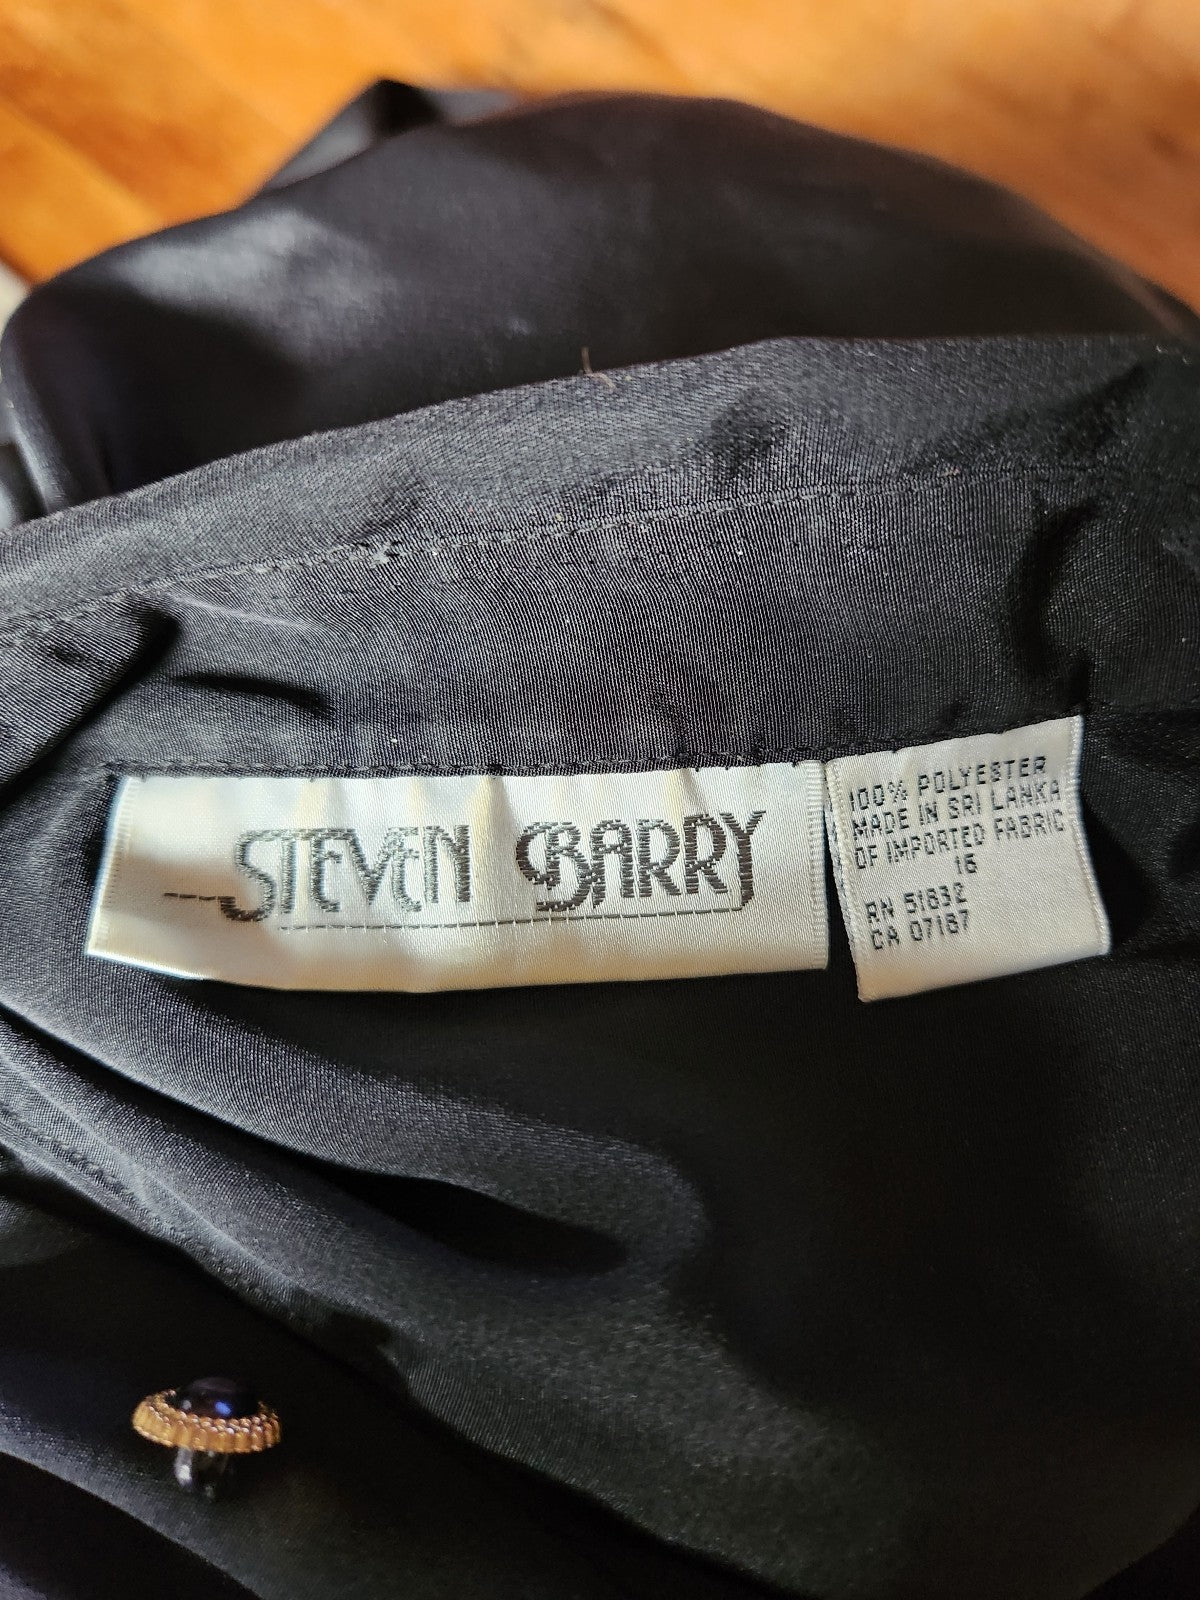 STEVEN BARRY
100% POLYESTER
MADE IN SRI LANKA
OF IMPORTED FABRIC
16
RN 51832
CA 07187